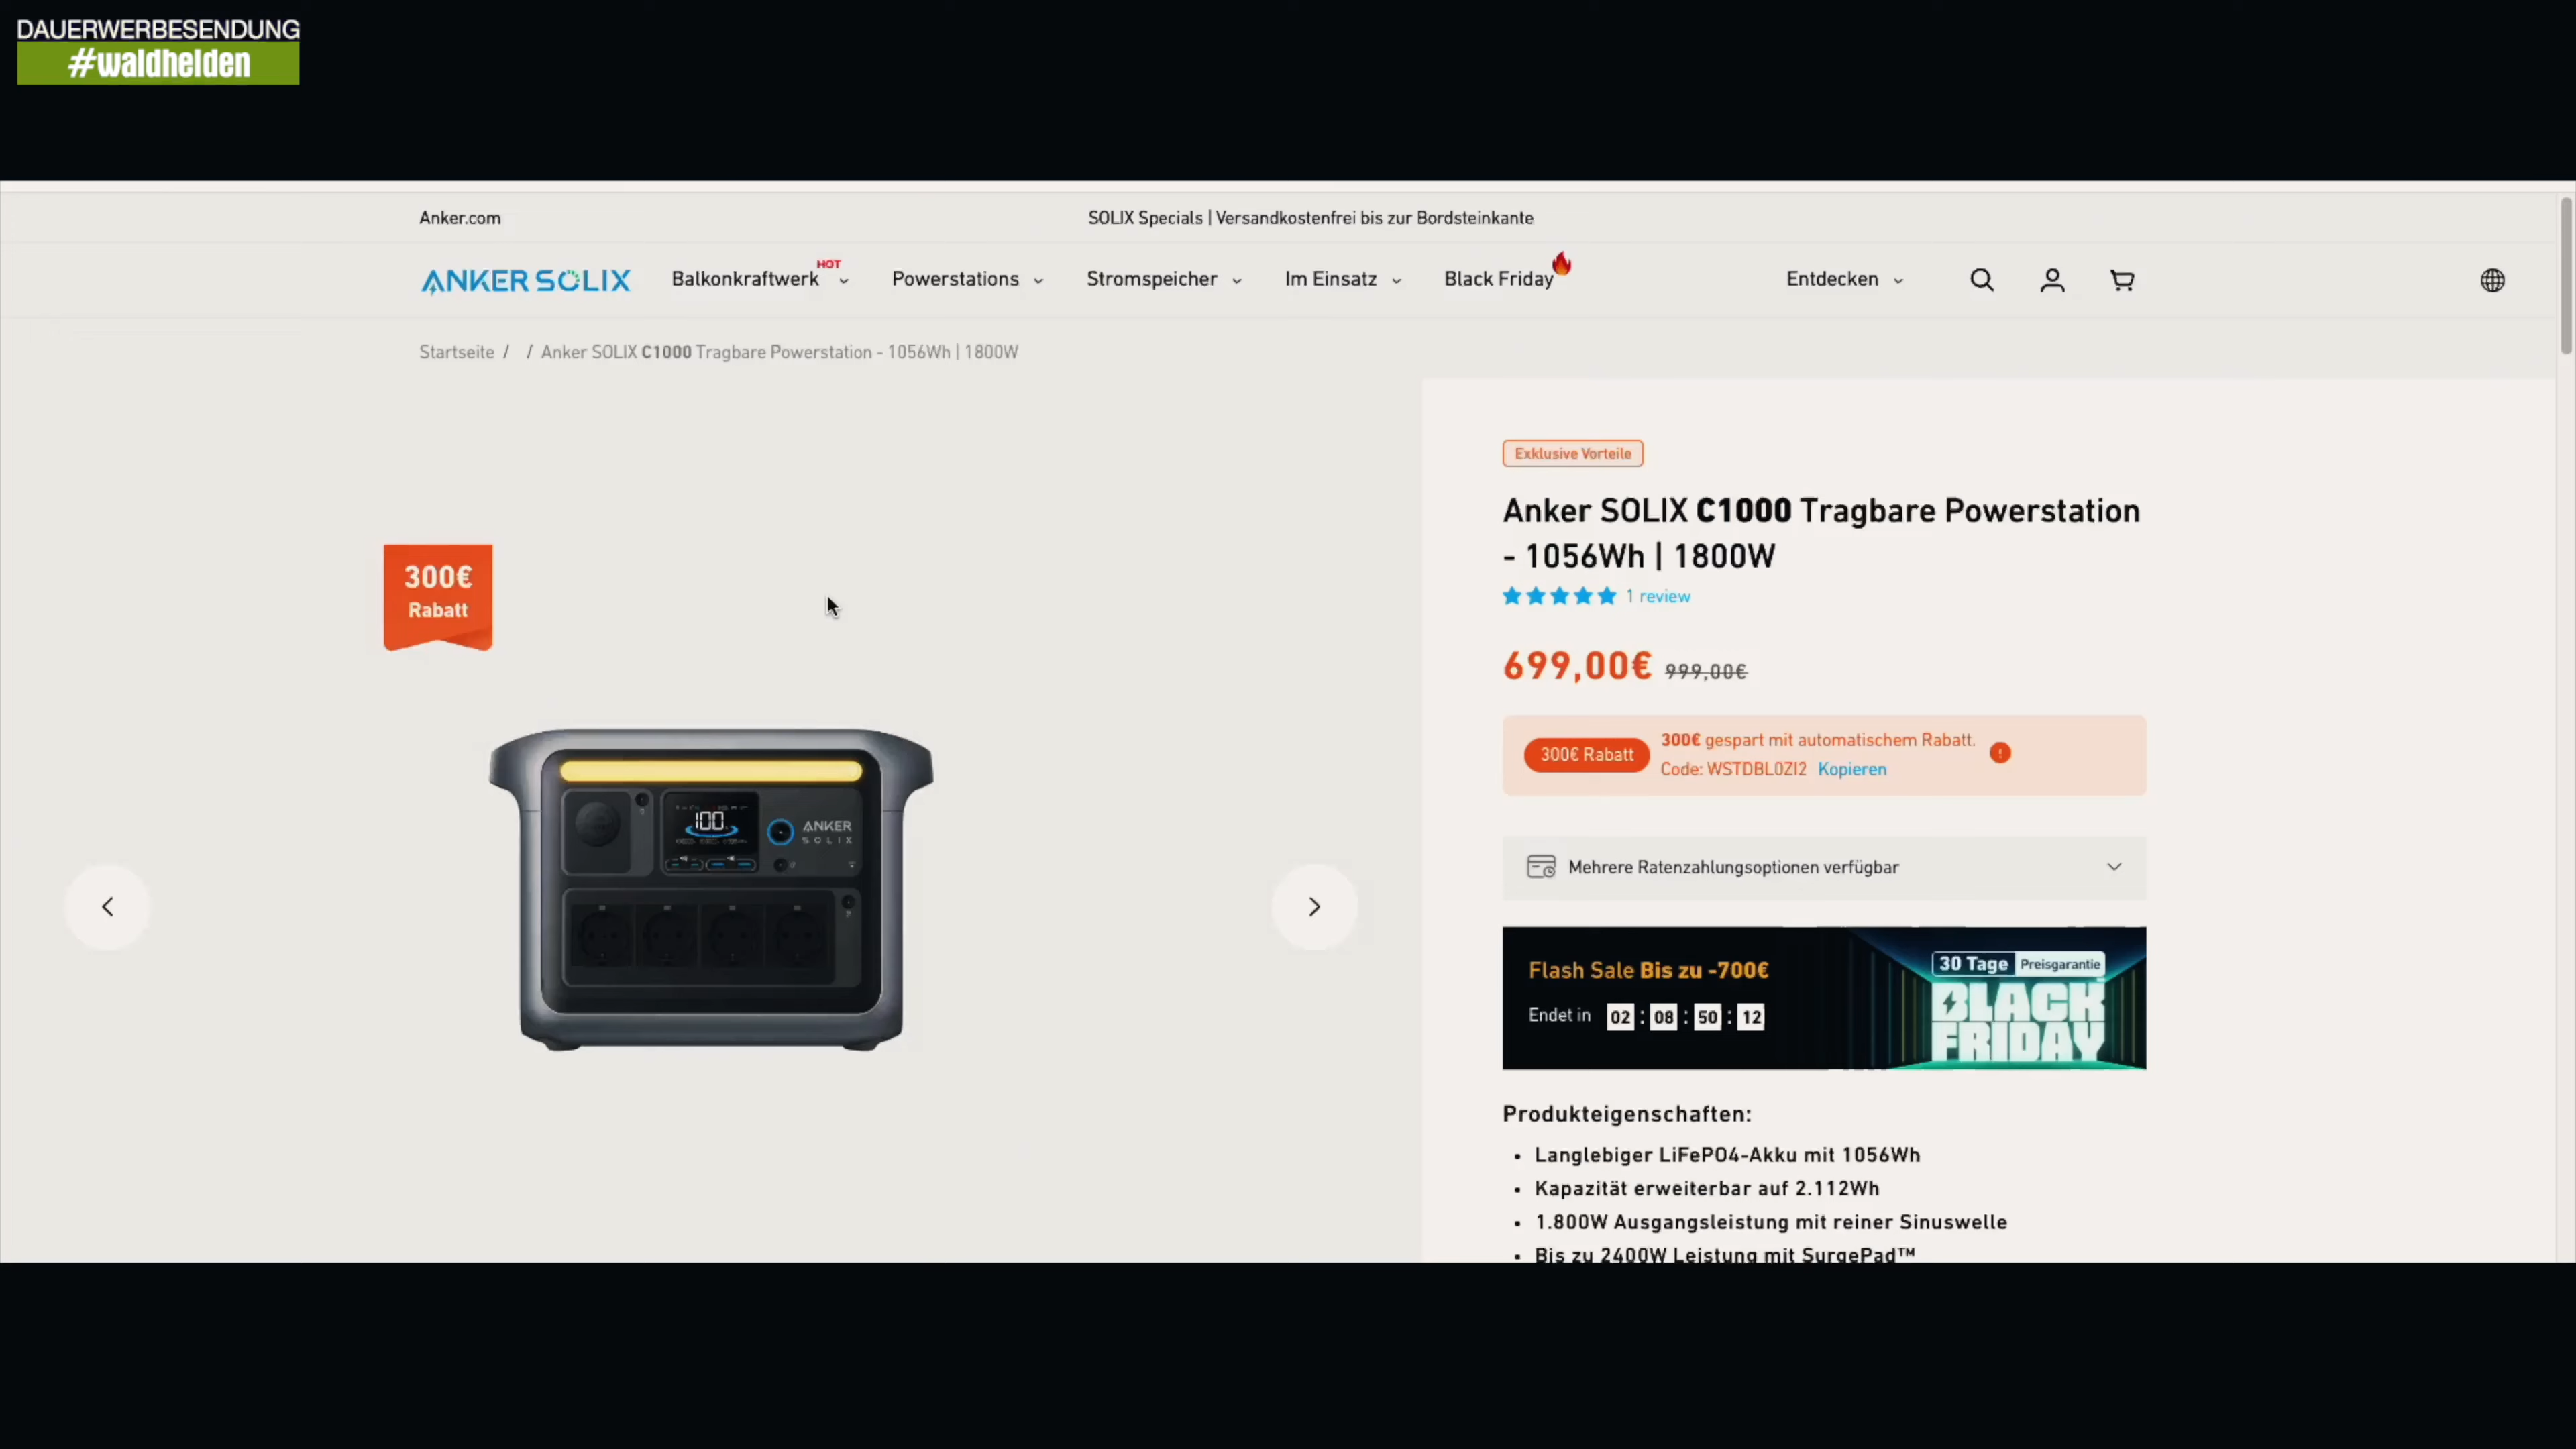 DAUERWERBESENDUNG
#waldhelden
Anker.com
SOLIX Specials | Versandkostenfrei bis zur Bordsteinkante
ANKER SOLIX
Balkonkraftwerk
HOT
Powerstations
Stromspeicher
Im Einsatz
Black Friday
Entdecken
Startseite / / Anker SOLIX C1000 Tragbare Powerstation - 1056Wh | 1800W
300€
Rabatt
100
ANKER
SOLIX
Exklusive Vorteile
Anker SOLIX C1000 Tragbare Powerstation
- 1056Wh | 1800W
1 review
699,00€ 999,00€
300€ Rabatt
300€ gespart mit automatischem Rabatt.
Code: WSTDBL0ZI2 Kopieren
Mehrere Ratenzahlungsoptionen verfügbar
Flash Sale Bis zu -700€
Endet in 02 : 08 : 50 : 12
30 Tage Preisgarantie
BLACK
FRIDAY
Produkteigenschaften:
• Langlebiger LiFePO4-Akku mit 1056Wh
• Kapazität erweiterbar auf 2.112Wh
• 1.800W Ausgangsleistung mit reiner Sinuswelle
• Bis zu 2400W Leistung mit SurgePad™